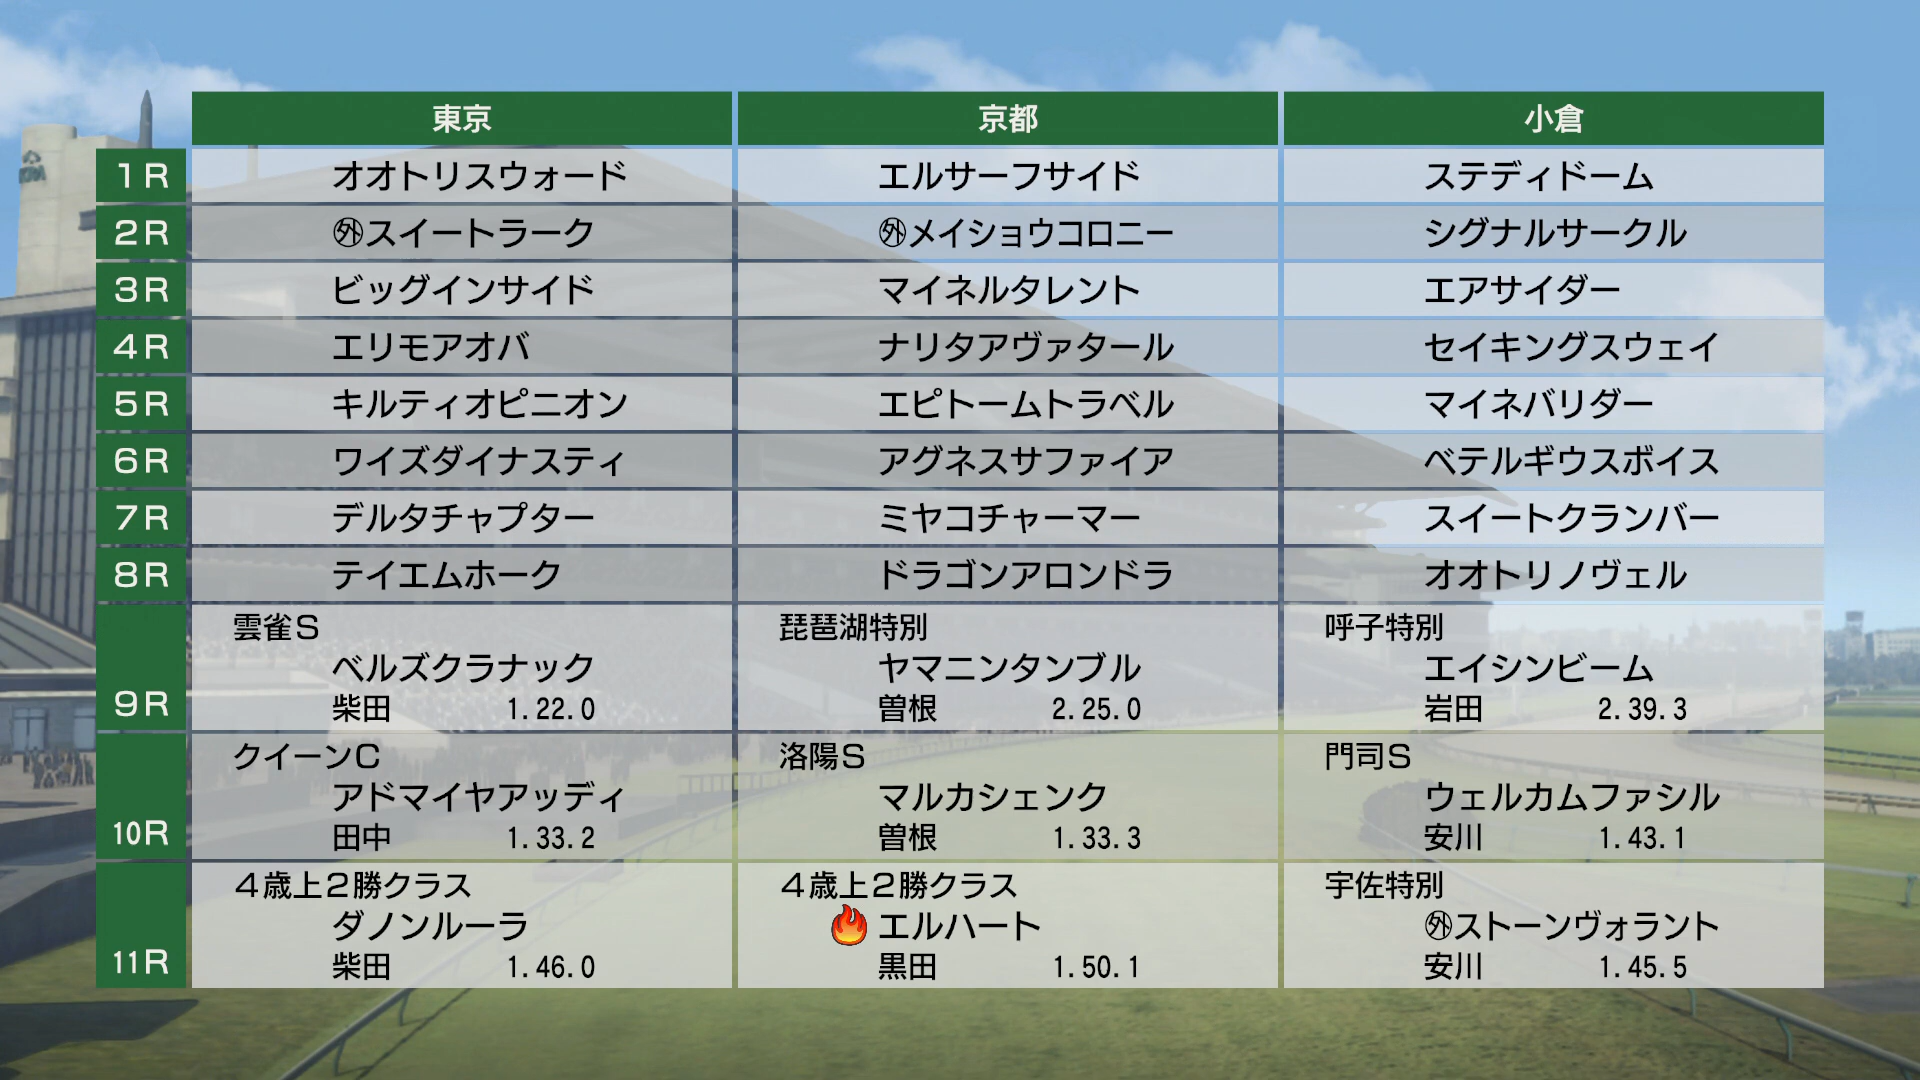 東京 京都 小倉
1R オオトリスウォード エルサーフサイド ステディドーム
2R ㊕スイートラーク ㊕メイショウコロニー シグナルサークル
3R ビッグインサイド マイネルタレント エアサイダー
4R エリモアオバ ナリタアヴァタール セイキングスウェイ
5R キルティオピニオン エピトームトラベル マイネバリダー
6R ワイズダイナスティ アグネスサファイア ベテルギウスボイス
7R デルタチャプター ミヤコチャーマー スイートクランバー
8R テイエムホーク ドラゴンアロンドラ オオトリノヴェル
雲雀S 琵琶湖特別 呼子特別
ベルズクラナック ヤマニンタンブル エイシンビーム
9R 柴田 1.22.0 曽根 2.25.0 岩田 2.39.3
クイーンC 洛陽S 門司S
アドマイヤアッディ マルカシェンク ウェルカムファシル
10R 田中 1.33.2 曽根 1.33.3 安川 1.43.1
4歳上2勝クラス 4歳上2勝クラス 宇佐特別
ダノンルーラ エルハート 外ストーンヴォラント
11R 柴田 1.46.0 黒田 1.50.1 安川 1.45.5